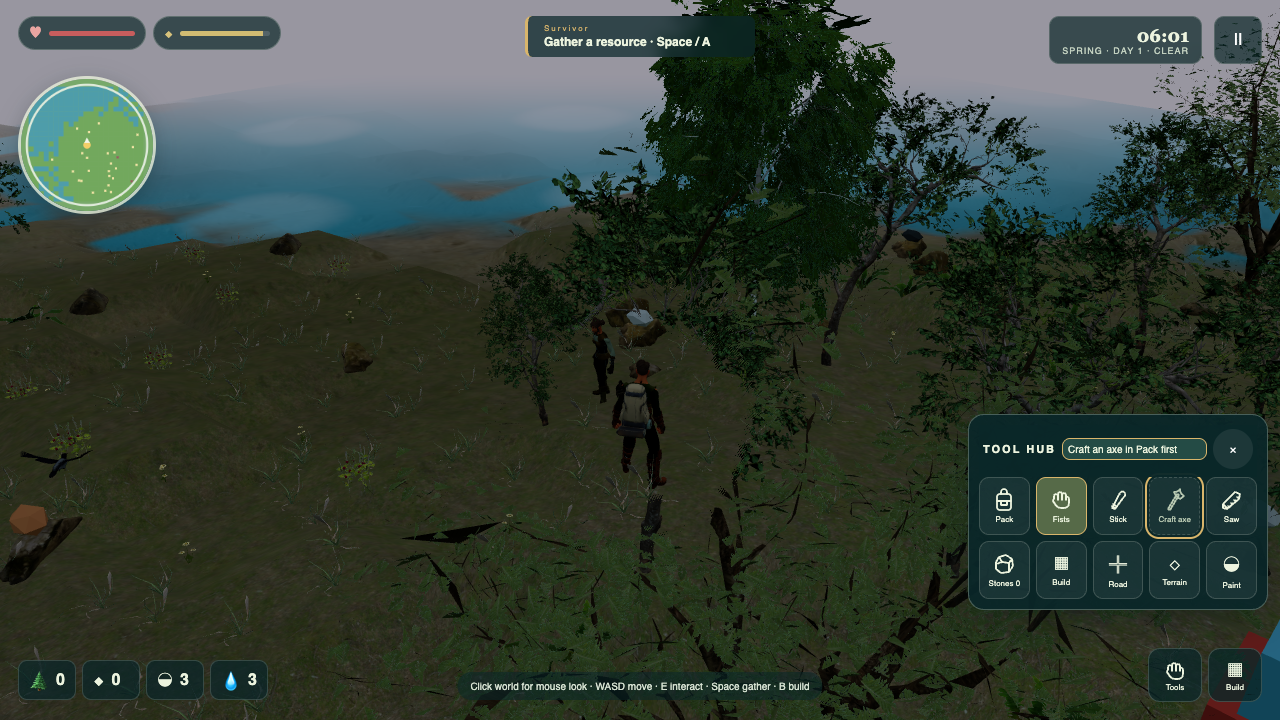 Survivor
Gather a resource · Space / A
06:01
SPRING · DAY 1 · CLEAR
TOOL HUB
Craft an axe in Pack first
×
Pack
Fists
Stick
Craft axe
Saw
Stones 0
Build
Road
Terrain
Paint
0
0
3
3
Click world for mouse look · WASD move · E interact · Space gather · B build
Tools
Build